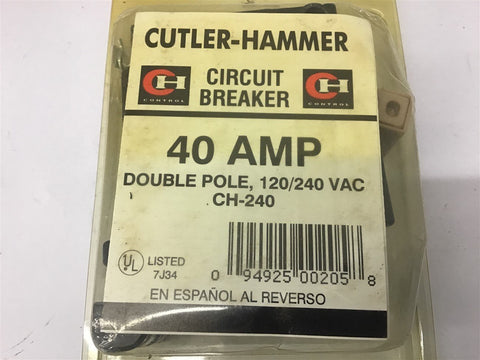 CUTLER-HAMMER
CH CONTROL CIRCUIT BREAKER CH CONTROL
40 AMP
DOUBLE POLE, 120/240 VAC
CH-240
UL LISTED
7J34
0 94925 00205 8
EN ESPAÑOL AL REVERSO